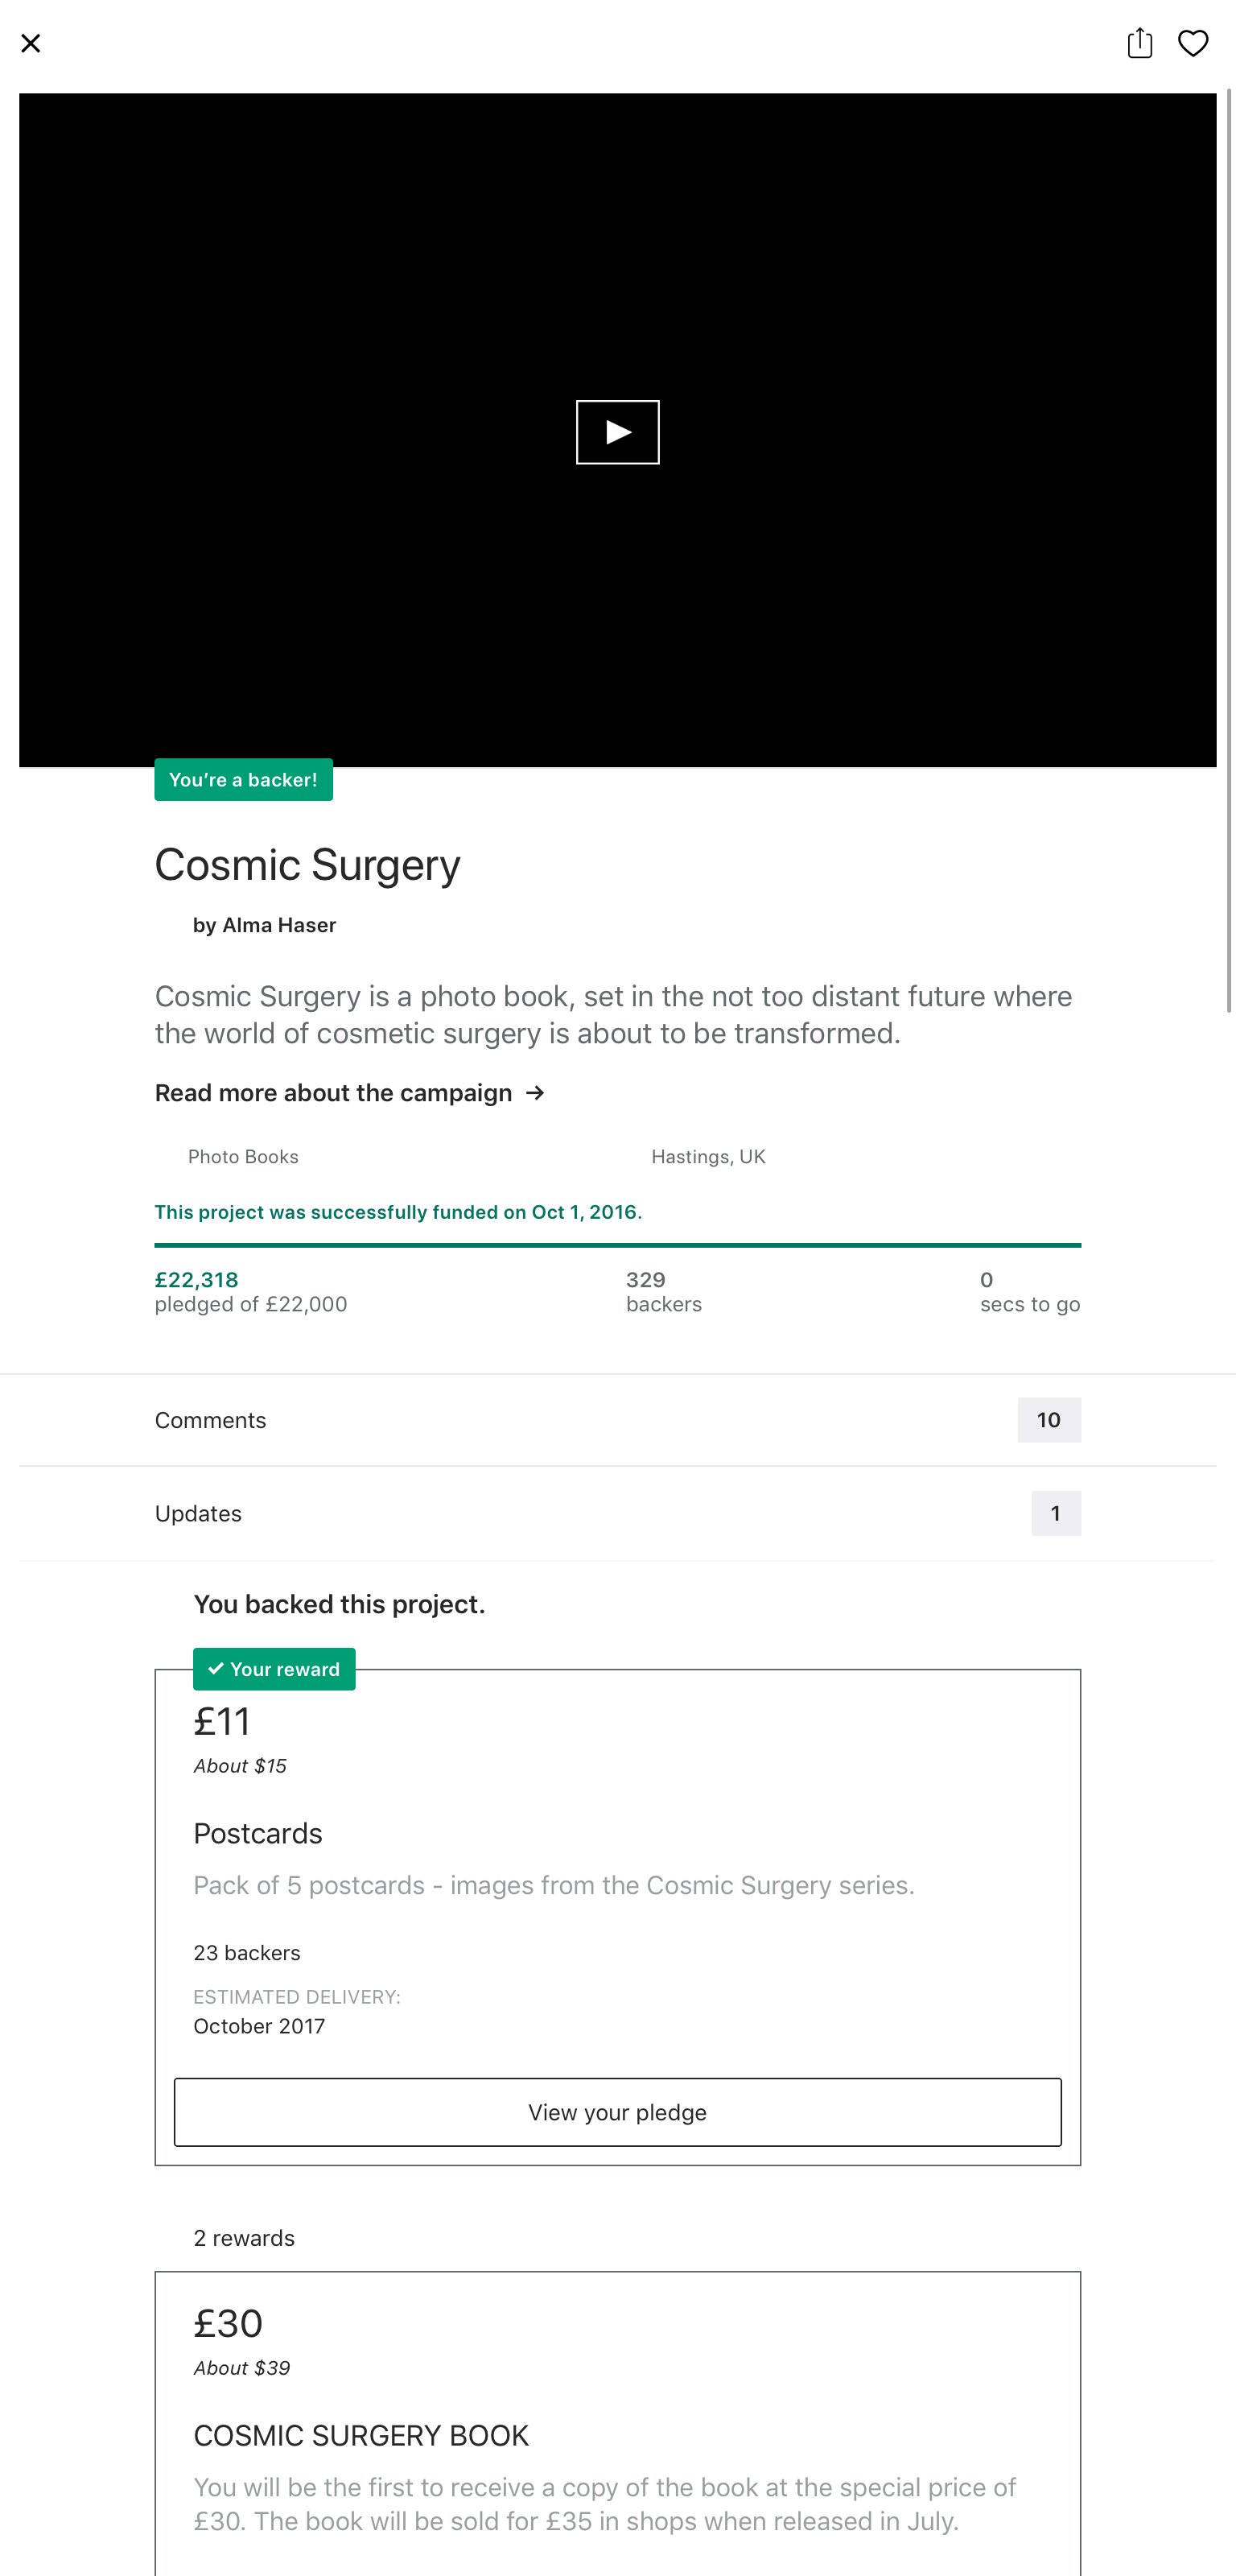 You’re a backer!
Cosmic Surgery
by Alma Haser
Cosmic Surgery is a photo book, set in the not too distant future where
the world of cosmetic surgery is about to be transformed.
Read more about the campaign →
Photo Books
Hastings, UK
This project was successfully funded on Oct 1, 2016.
£22,318
pledged of £22,000
329
backers
0
secs to go
Comments
10
Updates
1
You backed this project.
✓ Your reward
£11
About $15
Postcards
Pack of 5 postcards - images from the Cosmic Surgery series.
23 backers
ESTIMATED DELIVERY:
October 2017
View your pledge
2 rewards
£30
About $39
COSMIC SURGERY BOOK
You will be the first to receive a copy of the book at the special price of
£30. The book will be sold for £35 in shops when released in July.